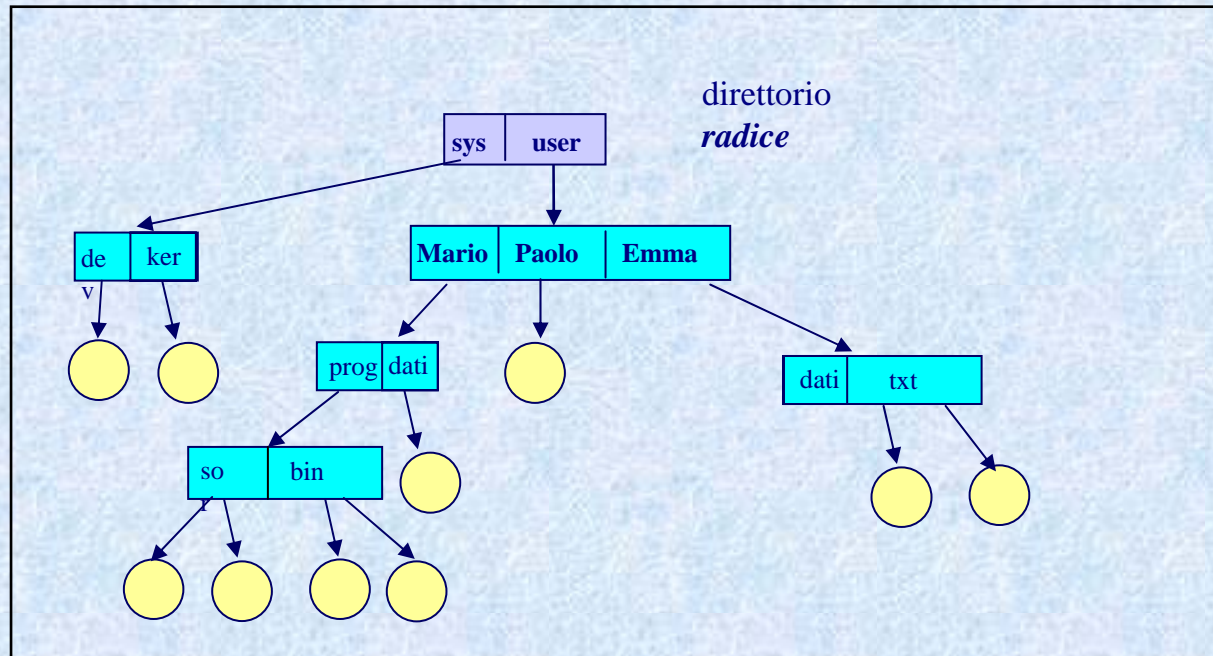 direttorio
radice
sys user
de
v
ker
Mario Paolo Emma
prog dati
dati txt
so
r
bin